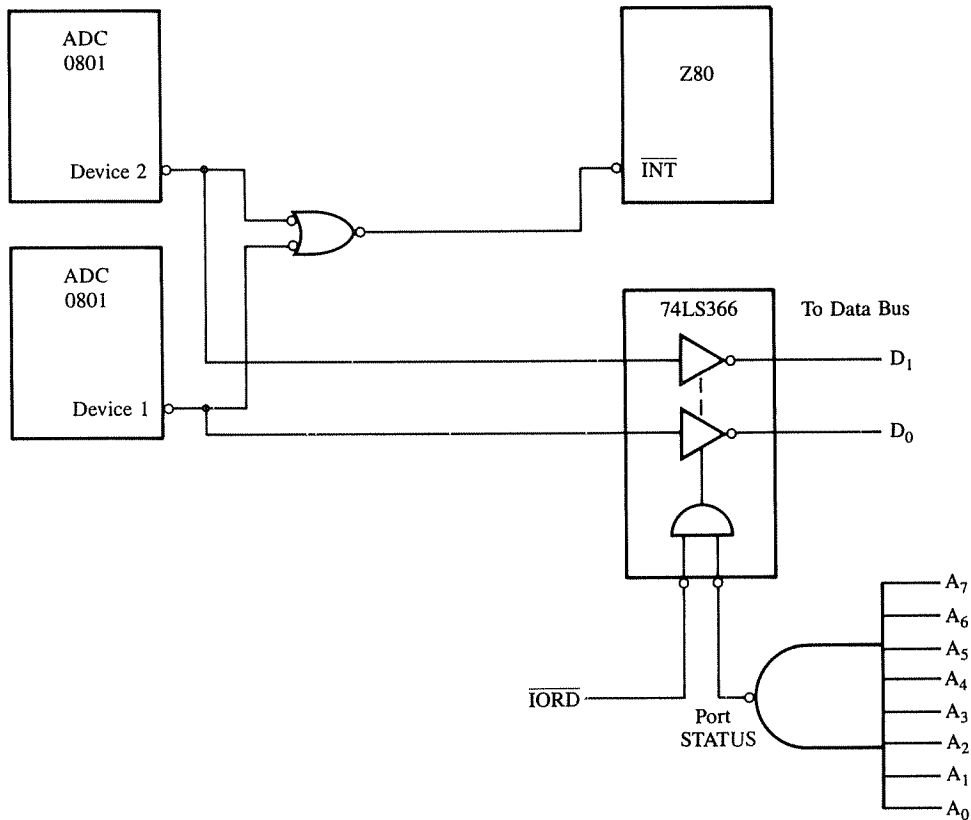 ADC
0801
Device 2
Z80
INT
ADC
0801
Device 1
74LS366
To Data Bus
D₁
D₀
IORD
Port
STATUS
A₇
A₆
A₅
A₄
A₃
A₂
A₁
A₀